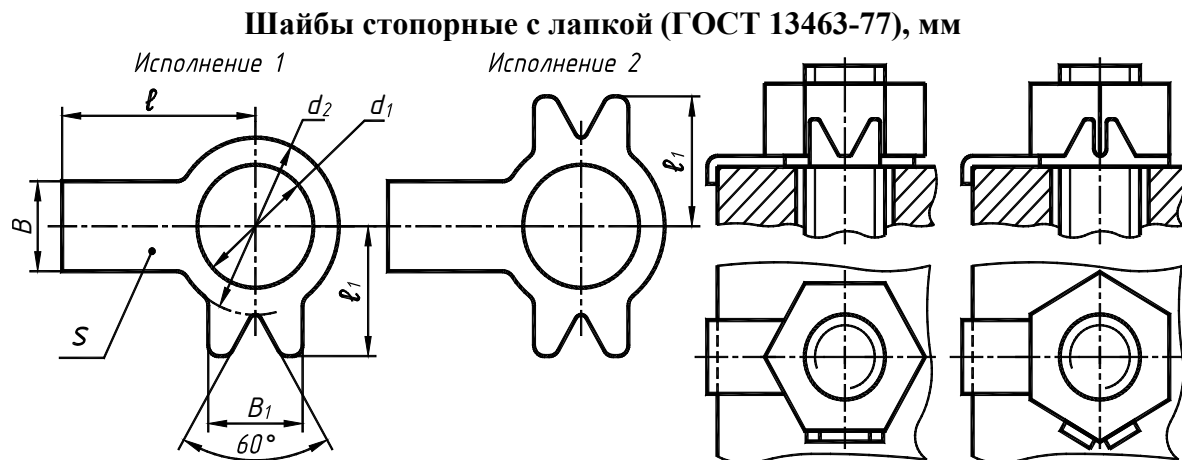 Шайбы стопорные с лапкой (ГОСТ 13463-77), мм
Исполнение 1
Исполнение 2
ℓ
d₂
d₁
ℓ₁
B
ℓ₁
S
B₁
60°